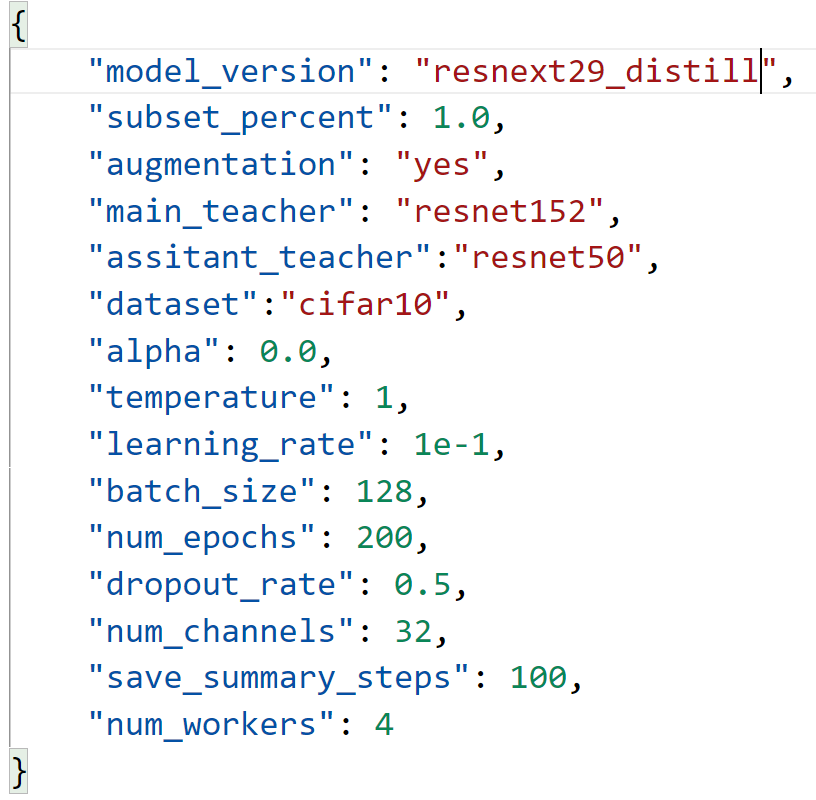 {
    "model_version": "resnext29_distill",
    "subset_percent": 1.0,
    "augmentation": "yes",
    "main_teacher": "resnet152",
    "assitant_teacher":"resnet50",
    "dataset":"cifar10",
    "alpha": 0.0,
    "temperature": 1,
    "learning_rate": 1e-1,
    "batch_size": 128,
    "num_epochs": 200,
    "dropout_rate": 0.5,
    "num_channels": 32,
    "save_summary_steps": 100,
    "num_workers": 4
}